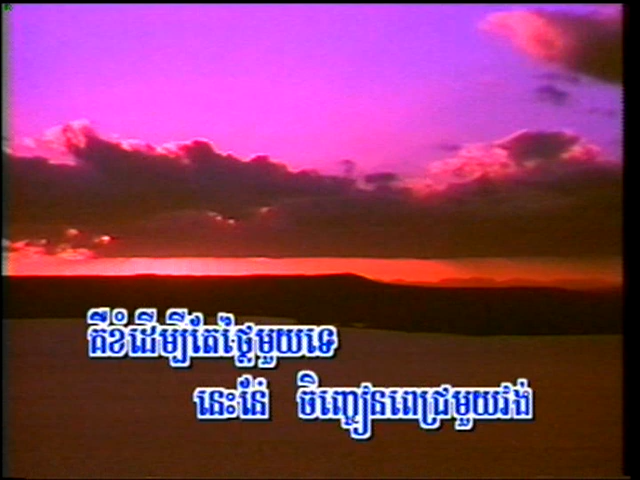 គឺខំដើម្បីតែថ្លៃមួយទេ
នេះនែ៎ ចិញ្ចៀនពេជ្រមួយវង់